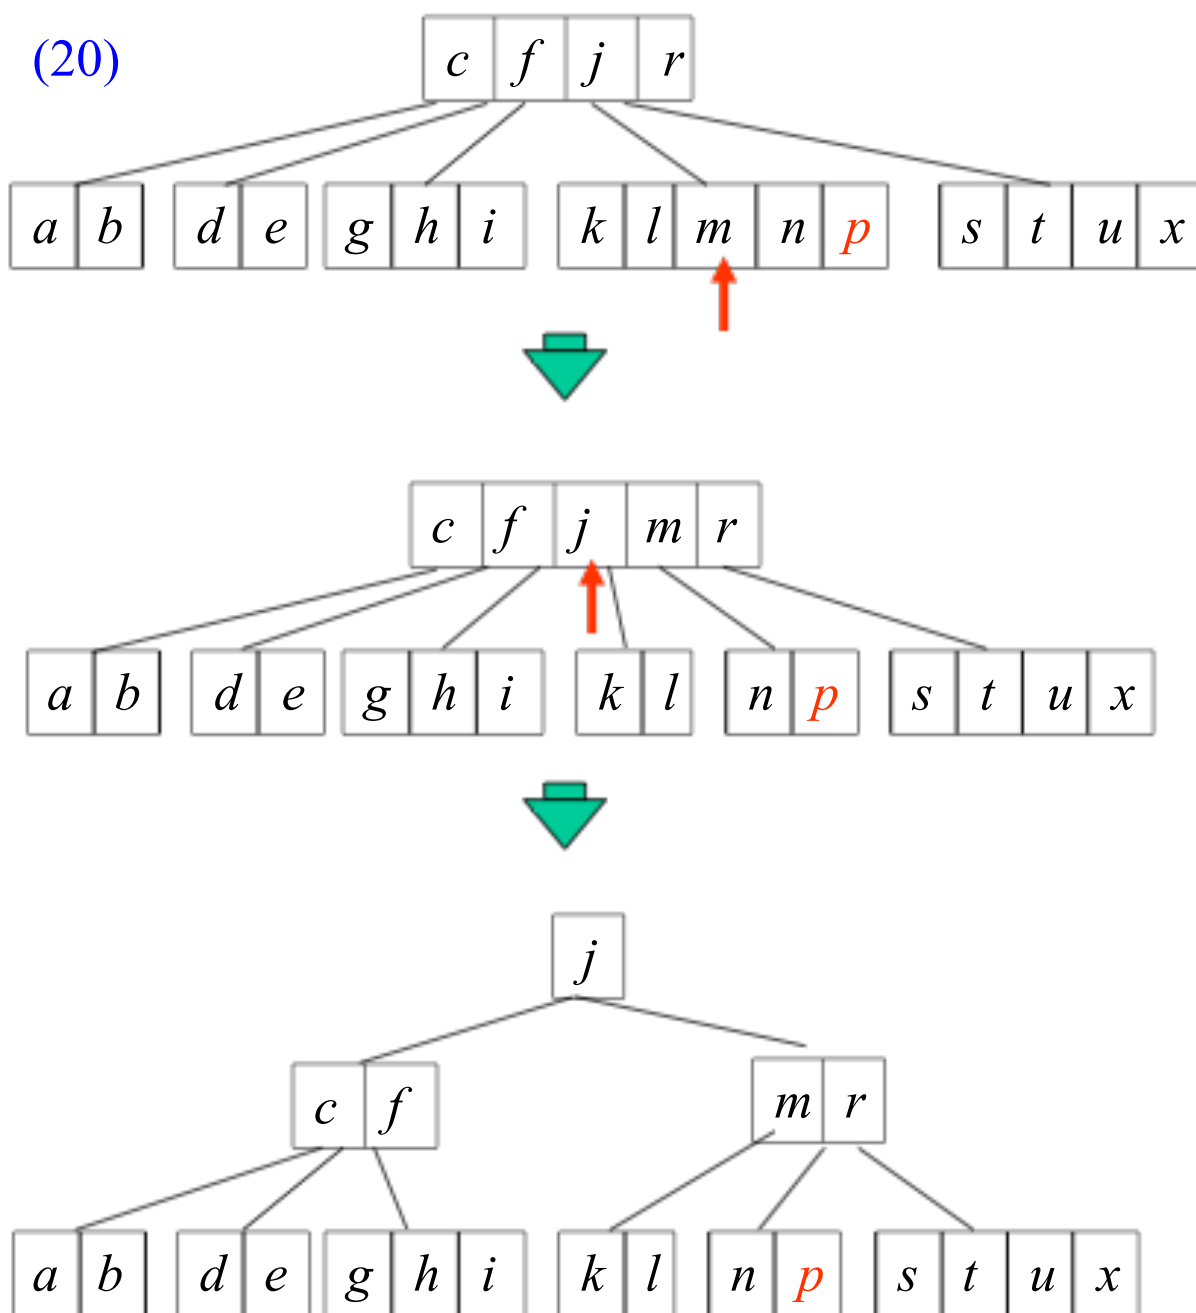 (20)
c f j r
a b d e g h i k l m n p s t u x
c f j m r
a b d e g h i k l n p s t u x
j
c f m r
a b d e g h i k l n p s t u x